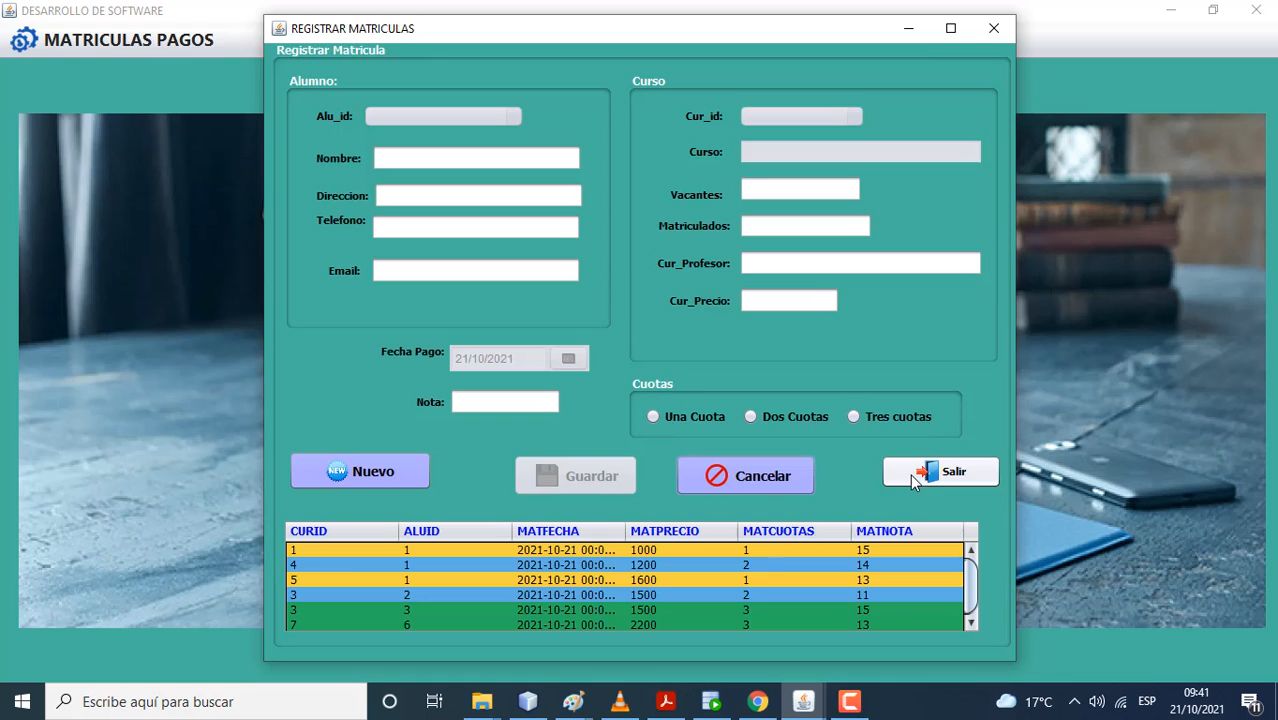 DESARROLLO DE SOFTWARE
MATRICULAS PAGOS
REGISTRAR MATRICULAS
Registrar Matricula
Alumno:
Alu_id:
Nombre:
Direccion:
Telefono:
Email:
Curso
Cur_id:
Curso:
Vacantes:
Matriculados:
Cur_Profesor:
Cur_Precio:
Fecha Pago: 21/10/2021
Nota:
Cuotas
Una Cuota Dos Cuotas Tres cuotas
NEW Nuevo Guardar Cancelar Salir
CURID ALUID MATFECHA MATPRECIO MATCUOTAS MATNOTA
1 1 2021-10-21 00:0... 1000 1 15
4 1 2021-10-21 00:0... 1200 2 14
5 1 2021-10-21 00:0... 1600 1 13
3 2 2021-10-21 00:0... 1500 2 11
3 3 2021-10-21 00:0... 1500 3 15
7 6 2021-10-21 00:0... 2200 3 13
Escribe aquí para buscar
17°C ESP 09:41
21/10/2021 11